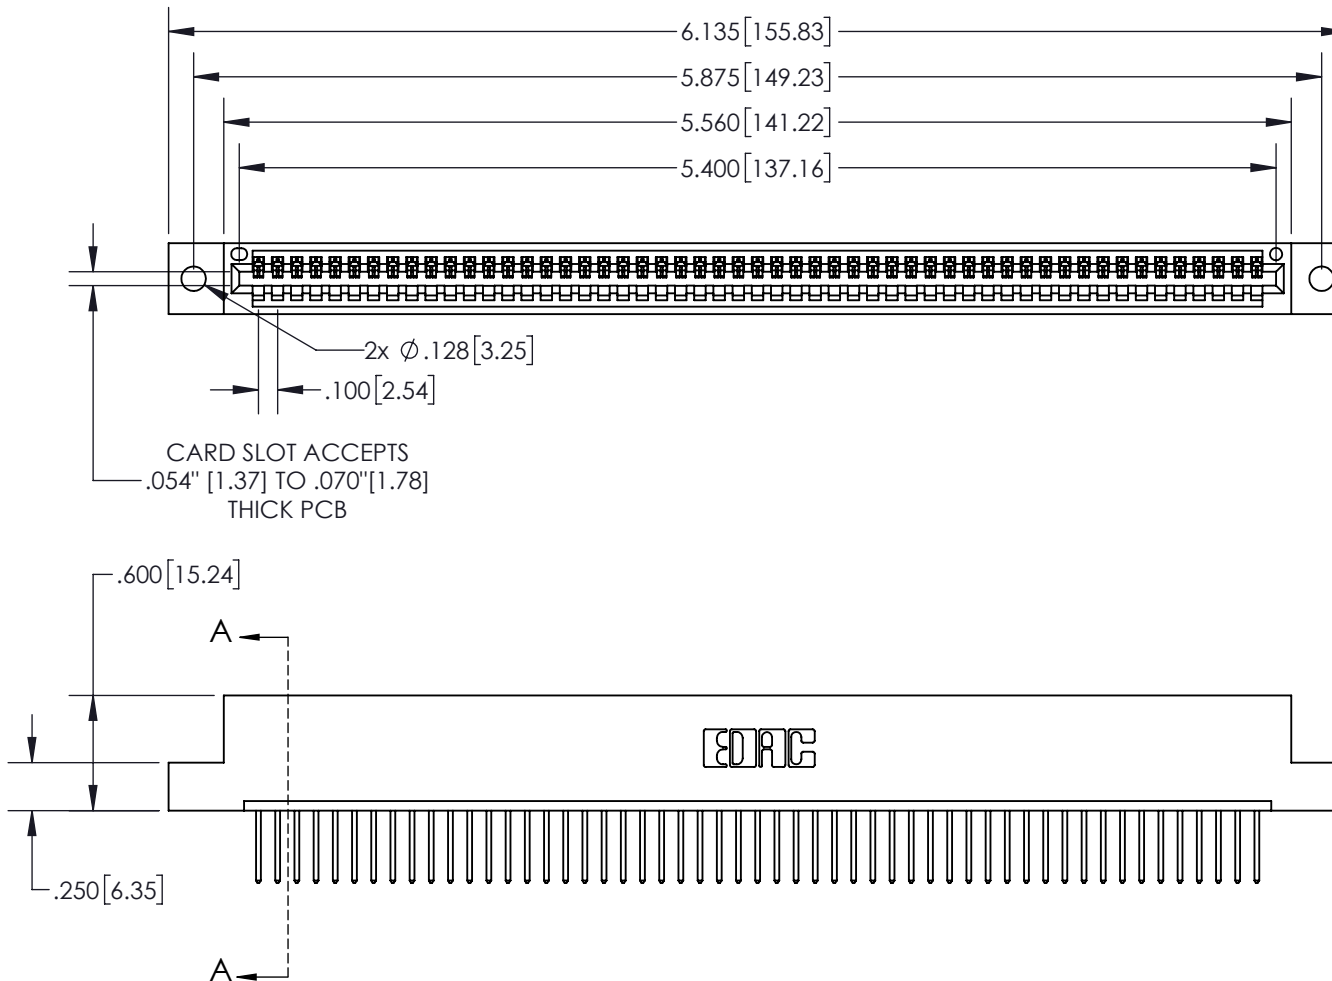 6.135[155.83]
5.875[149.23]
5.560[141.22]
5.400[137.16]
2x Ø.128[3.25]
.100[2.54]
CARD SLOT ACCEPTS
.054" [1.37] TO .070"[1.78]
THICK PCB
.600[15.24]
A
EDAC
.250[6.35]
A